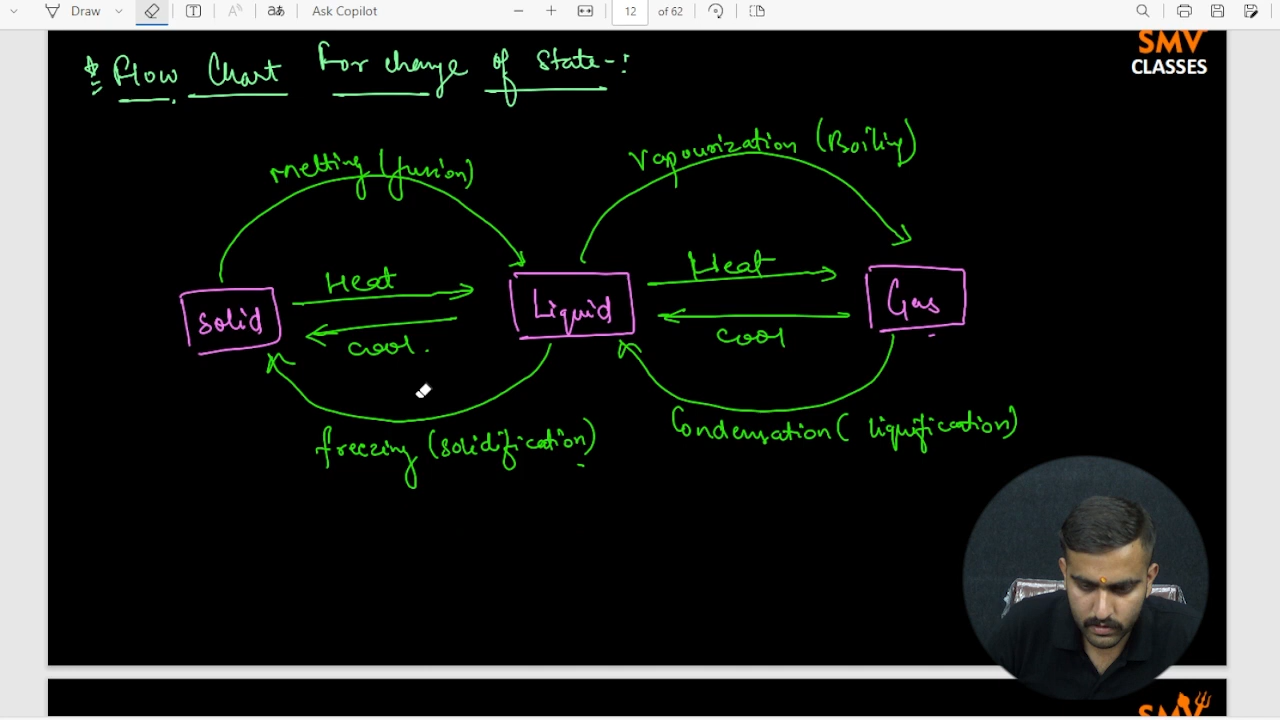 Draw
Ask Copilot
12 of 62
SMV
CLASSES
* Flow Chart For change of state-:
melting (fusion)
Vapourization (Boiling)
Heat
Heat
Solid
Liquid
Gas
cool.
cool
freezing (solidification)
Condensation (liquification)
SMV